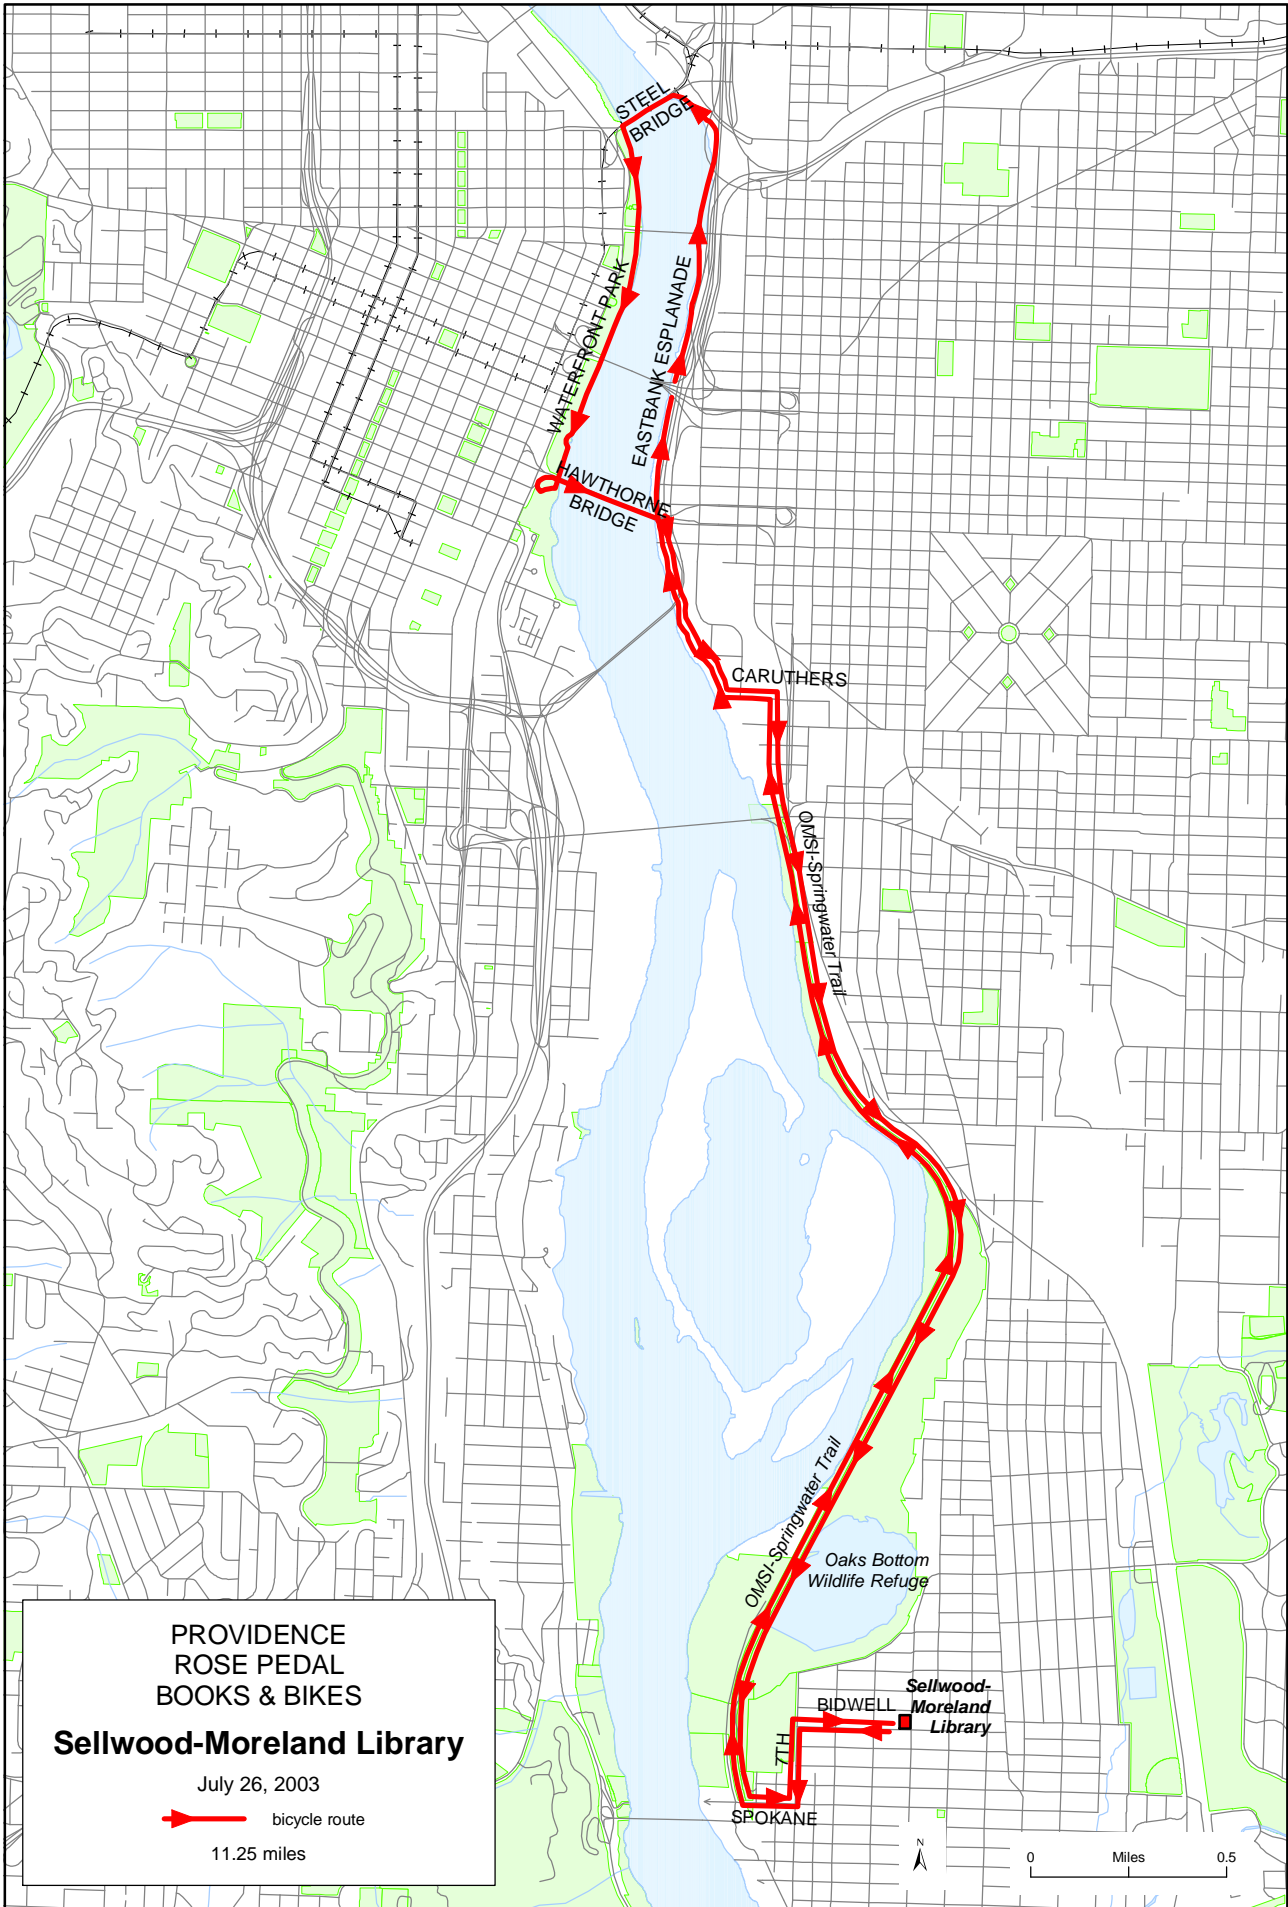 STEEL
BRIDGE
WATERFRONT PARK
EASTBANK ESPLANADE
HAWTHORNE
BRIDGE
CARUTHERS
OMSI-Springwater Trail
OMSI-Springwater Trail
Oaks Bottom
Wildlife Refuge
Sellwood-
Moreland
Library
BIDWELL
7TH
SPOKANE
PROVIDENCE
ROSE PEDAL
BOOKS & BIKES
Sellwood-Moreland Library
July 26, 2003
bicycle route
11.25 miles
N
0 Miles 0.5